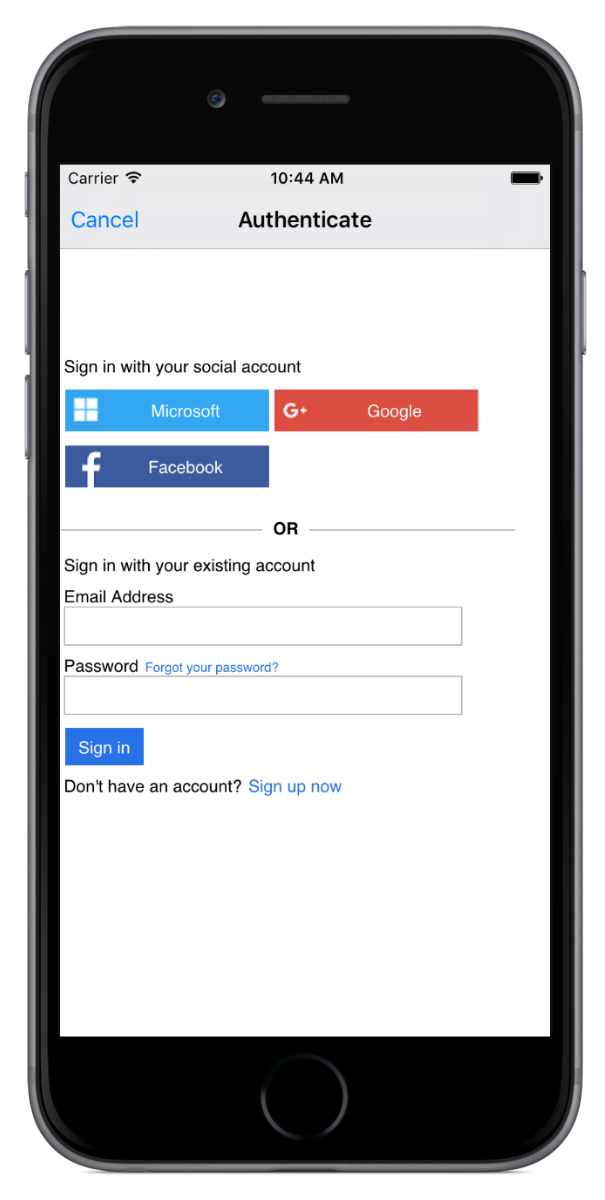 Carrier 10:44 AM
Cancel Authenticate
Sign in with your social account
Microsoft G+ Google
f Facebook
OR
Sign in with your existing account
Email Address
Password Forgot your password?
Sign in
Don't have an account? Sign up now